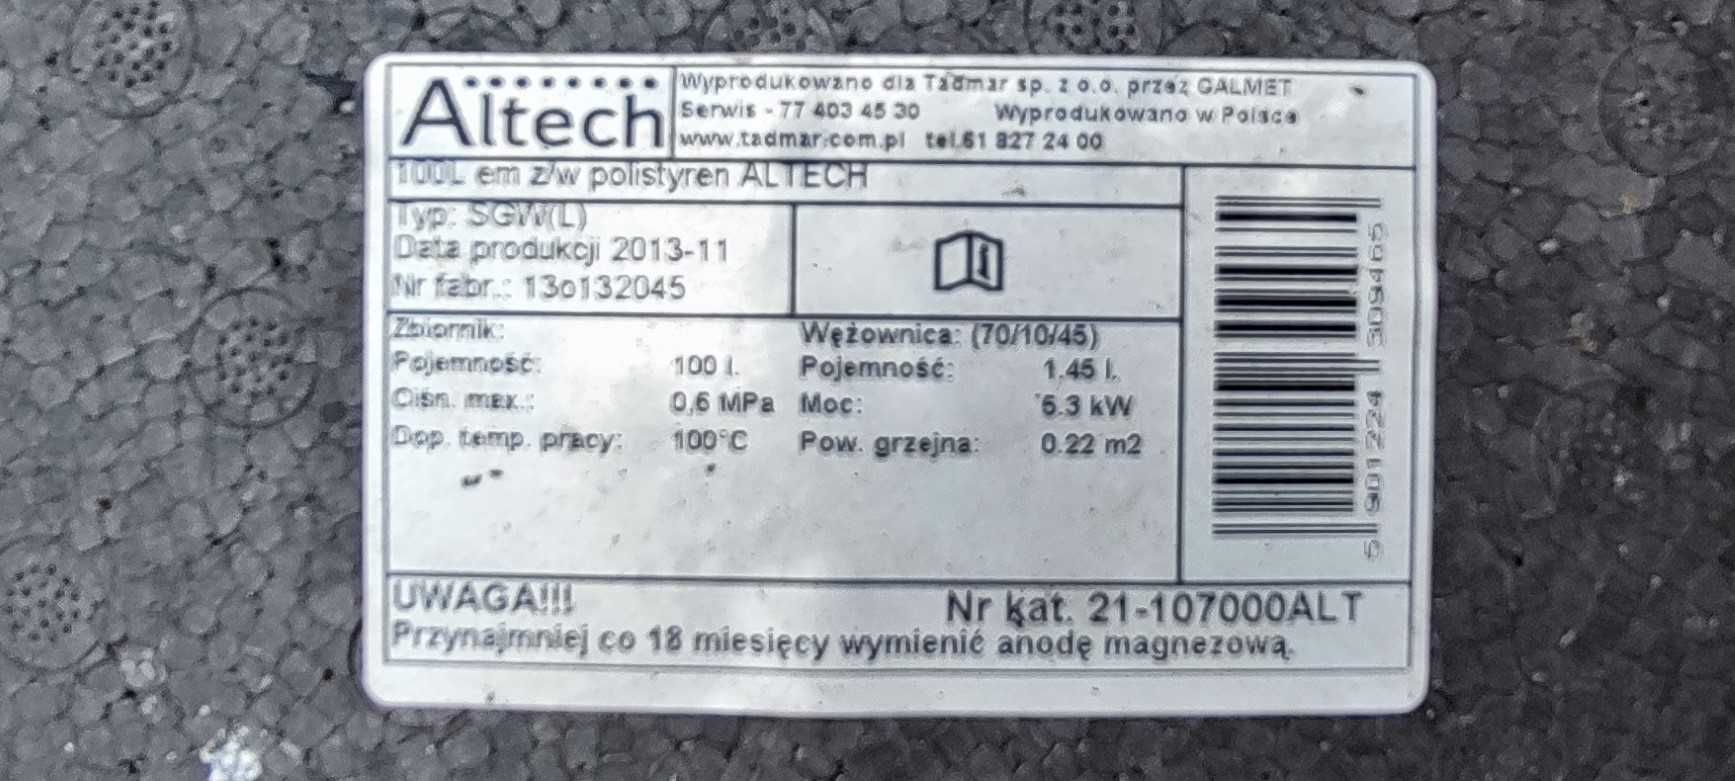 Altech
Wyprodukowano dla Tadmar sp. z o.o. przez GALMET
Serwis - 77 403 45 30 Wyprodukowano w Polsce
www.tadmar.com.pl tel.61 827 24 00
100L em z/w polistyren ALTECH
Typ: SGW(L)
Data produkcji 2013-11
Nr fabr.: 13o132045
Zbiornik: Wężownica: (70/10/45)
Pojemność: 100 l. Pojemność: 1.45 l.
Ciśn. max.: 0,6 MPa Moc: kW
Dop. temp. pracy: 100°C Pow. grzejna: 0.22 m2
5 901224 309465
UWAGA!!! Nr kat. 21-107000ALT
Przynajmniej co 18 miesięcy wymienić anodę magnezową.